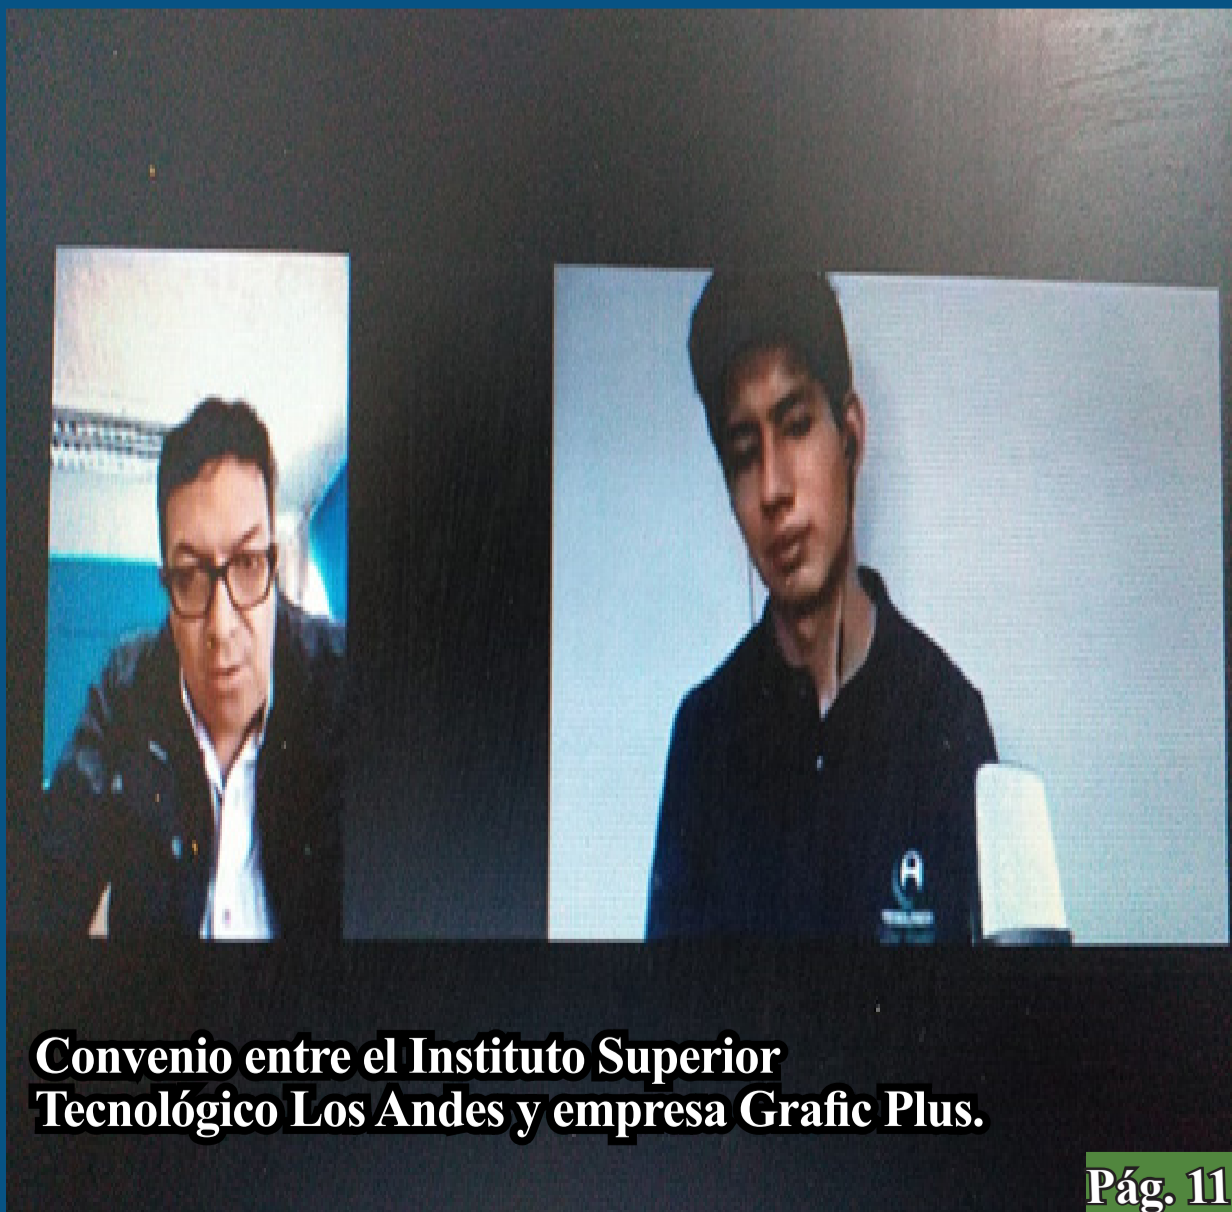 Convenio entre el Instituto Superior
Tecnológico Los Andes y empresa Grafic Plus.
Pág. 11